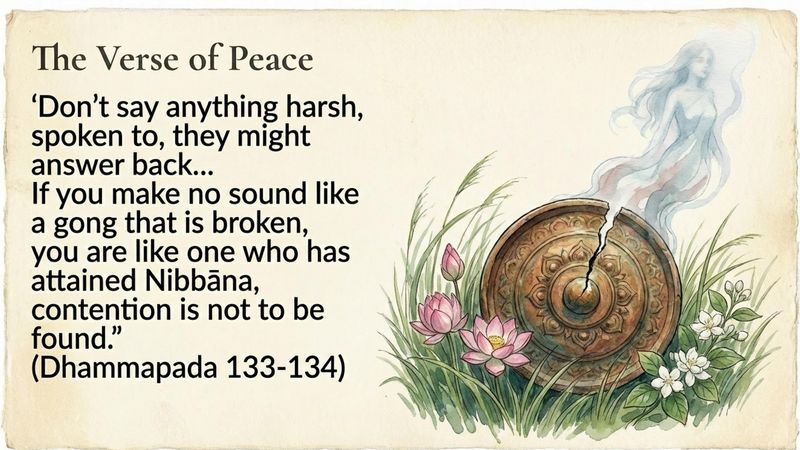 The Verse of Peace
‘Don’t say anything harsh,
spoken to, they might
answer back...
If you make no sound like
a gong that is broken,
you are like one who has
attained Nibbāna,
contention is not to be
found.”
(Dhammapada 133-134)